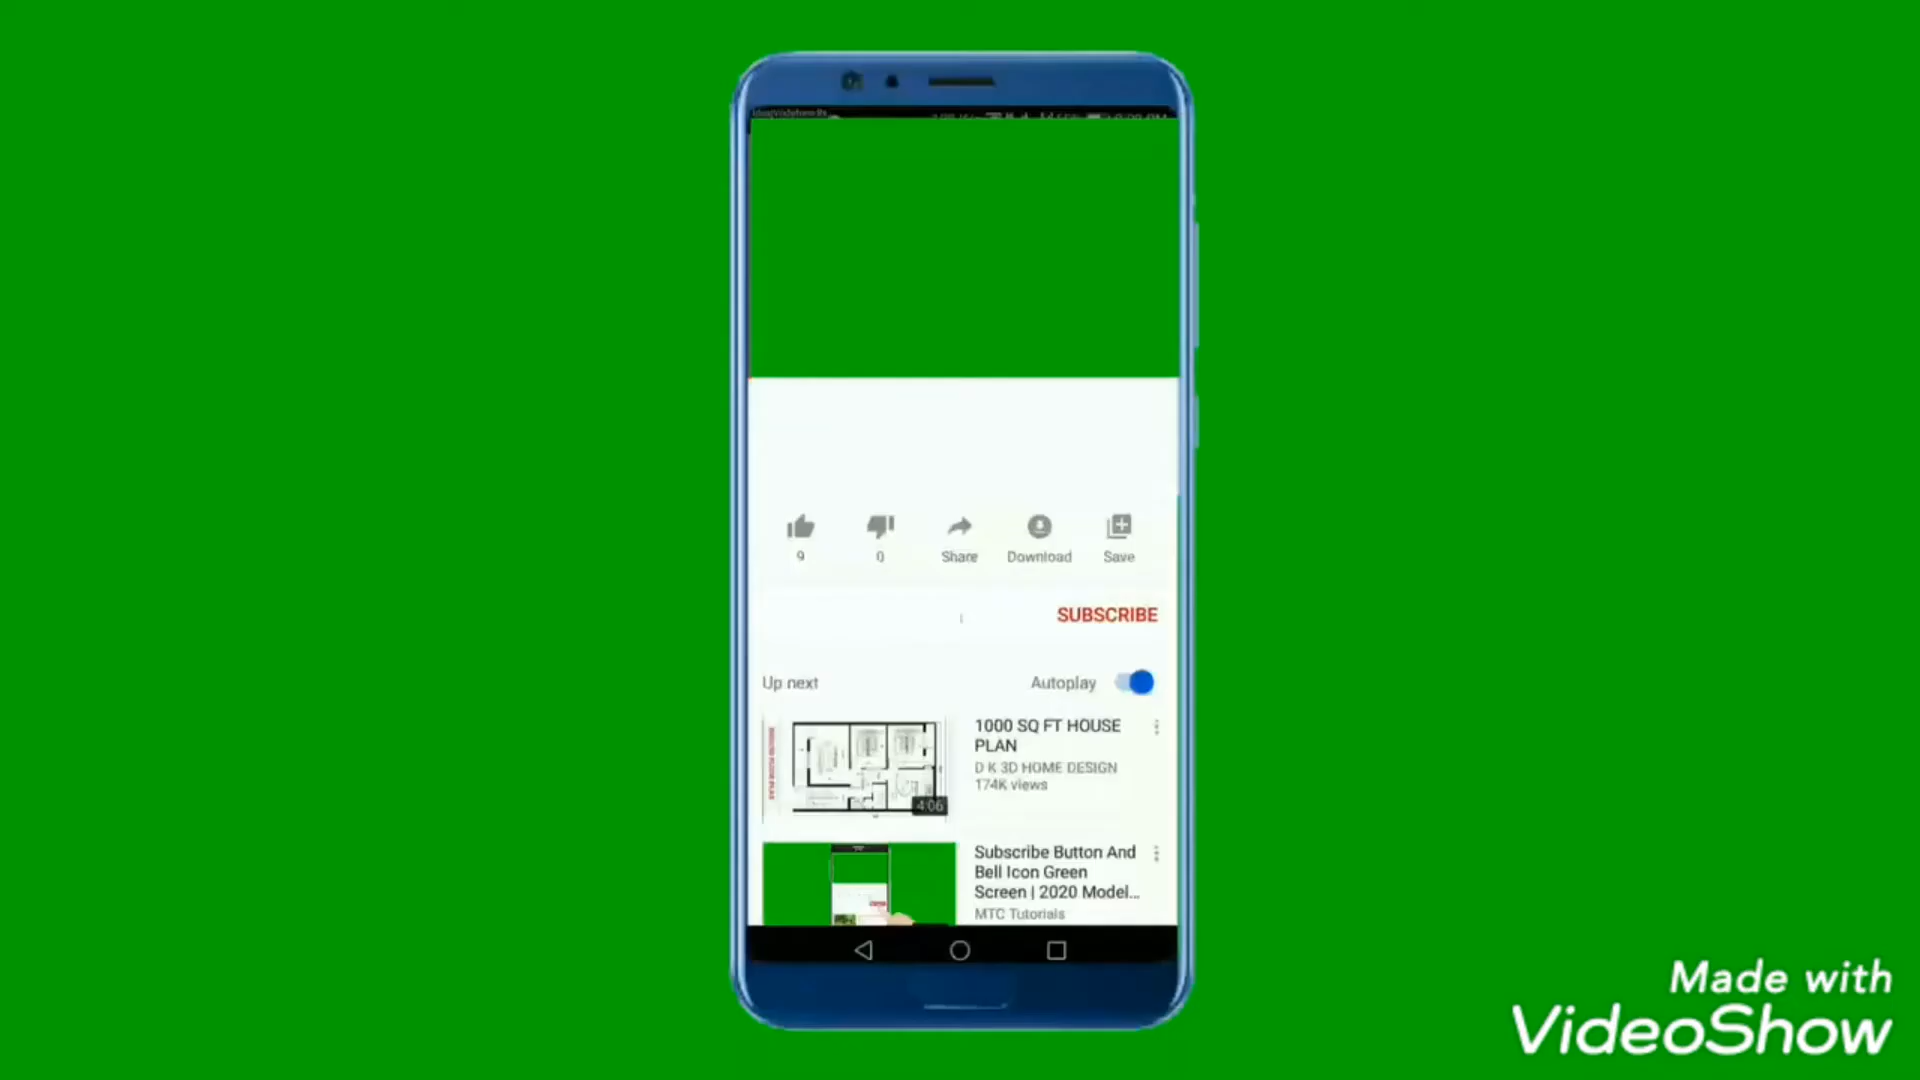 9
0
Share
Download
Save
SUBSCRIBE
Up next
Autoplay
1000 SQ FT HOUSE
PLAN
D K 3D HOME DESIGN
174K views
4:06
Subscribe Button And
Bell Icon Green
Screen | 2020 Model...
MTC Tutorials
Made with
VideoShow